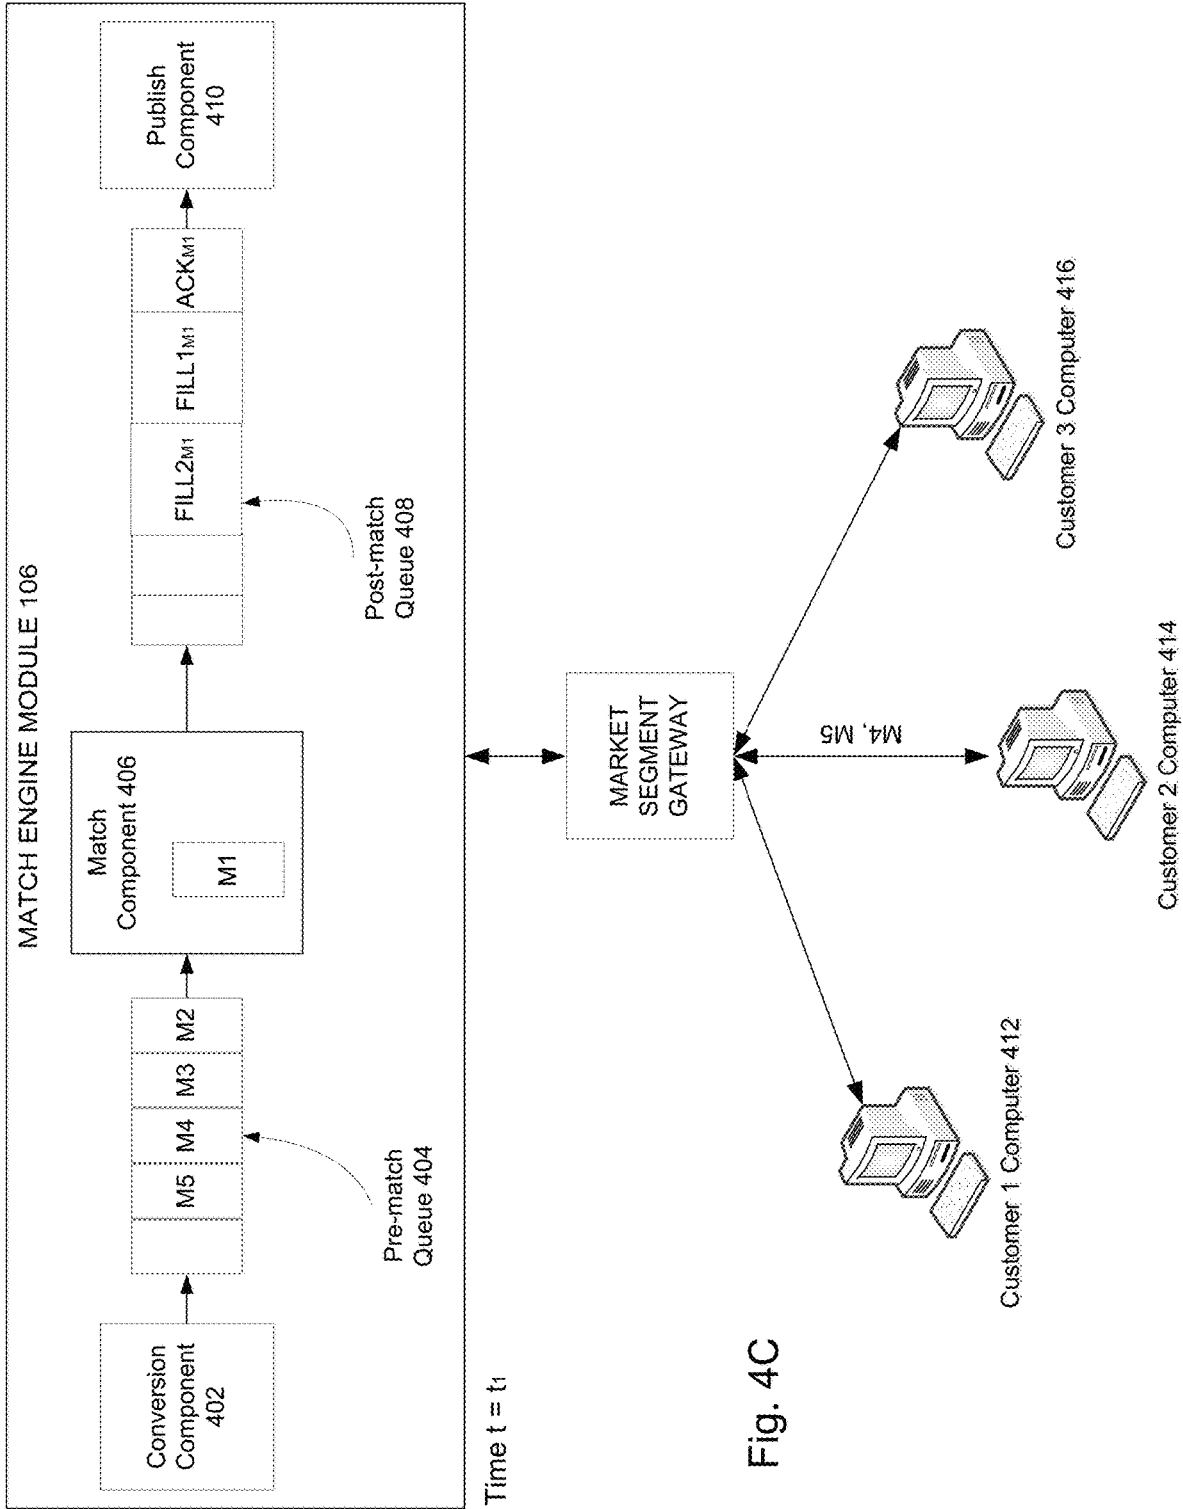 MATCH ENGINE MODULE 106
Conversion
Component
402
M5
M4
M3
M2
Pre-match
Queue 404
Match
Component 406
M1
FILL2M1
FILL1M1
ACKM1
Post-match
Queue 408
Publish
Component
410
Time t = t1
MARKET
SEGMENT
GATEWAY
M4, M5
Customer 1 Computer 412
Customer 2 Computer 414
Customer 3 Computer 416
Fig. 4C